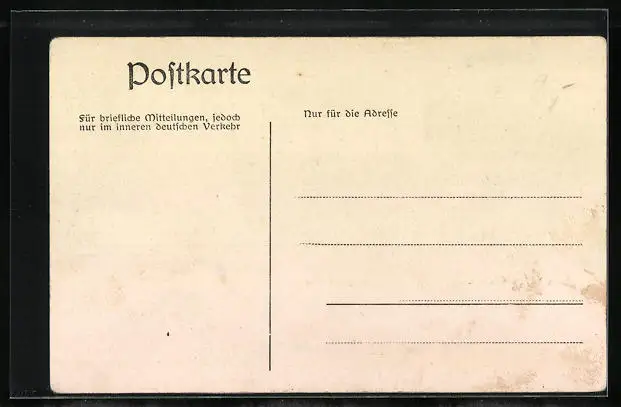 Poſtkarte
Für briefliche Mitteilungen, jedoch
nur im inneren deutſchen Verkehr
Nur für die Adreſſe